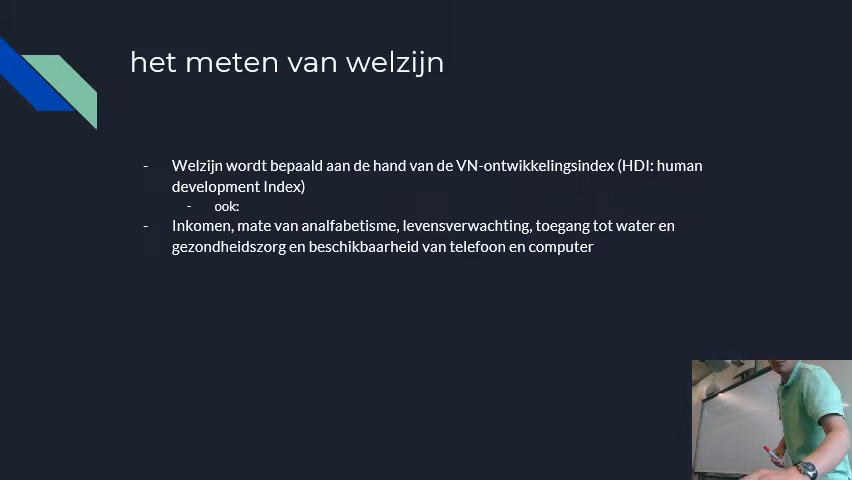 het meten van welzijn
- Welzijn wordt bepaald aan de hand van de VN-ontwikkelingsindex (HDI: human
development Index)
- ook:
- Inkomen, mate van analfabetisme, levensverwachting, toegang tot water en
gezondheidszorg en beschikbaarheid van telefoon en computer